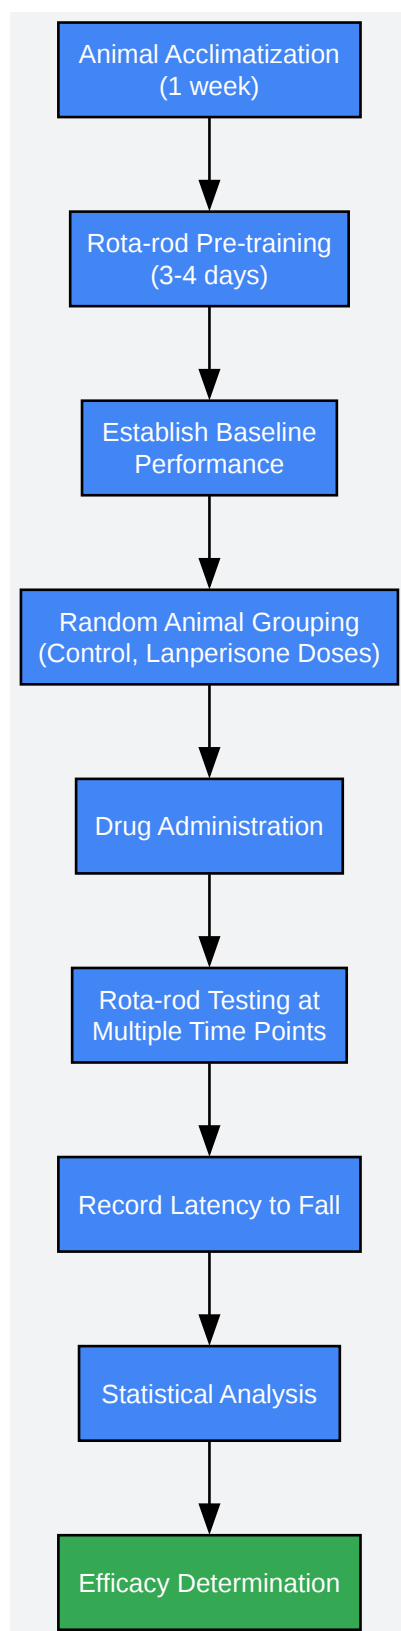 Animal Acclimatization
(1 week)
Rota-rod Pre-training
(3-4 days)
Establish Baseline
Performance
Random Animal Grouping
(Control, Lanperisone Doses)
Drug Administration
Rota-rod Testing at
Multiple Time Points
Record Latency to Fall
Statistical Analysis
Efficacy Determination